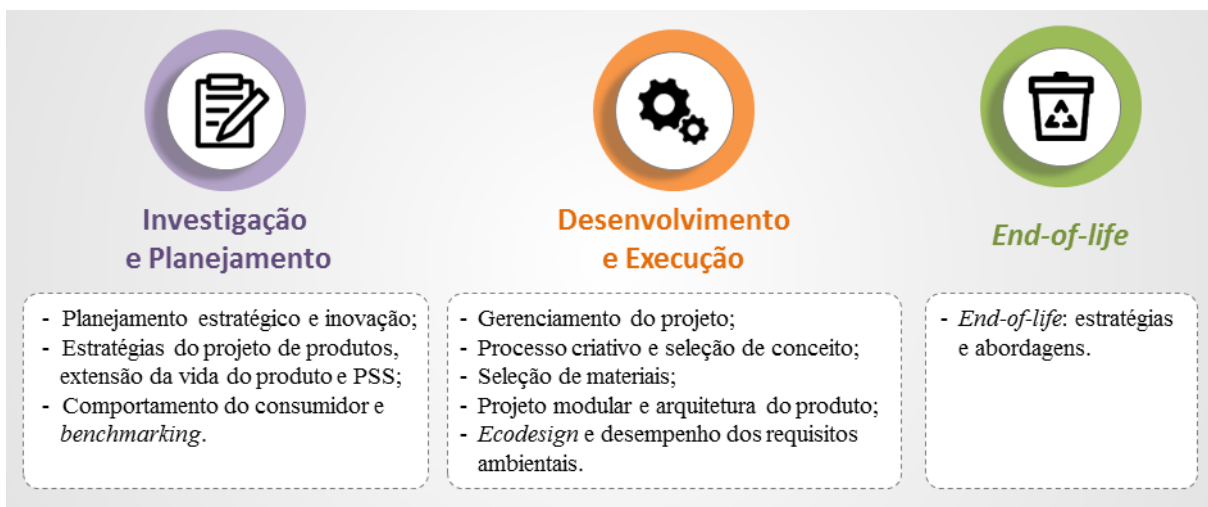 Investigação
e Planejamento
- Planejamento estratégico e inovação;
- Estratégias do projeto de produtos,
extensão da vida do produto e PSS;
- Comportamento do consumidor e
benchmarking.
Desenvolvimento
e Execução
- Gerenciamento do projeto;
- Processo criativo e seleção de conceito;
- Seleção de materiais;
- Projeto modular e arquitetura do produto;
- Ecodesign e desempenho dos requisitos
ambientais.
End-of-life
- End-of-life: estratégias
e abordagens.